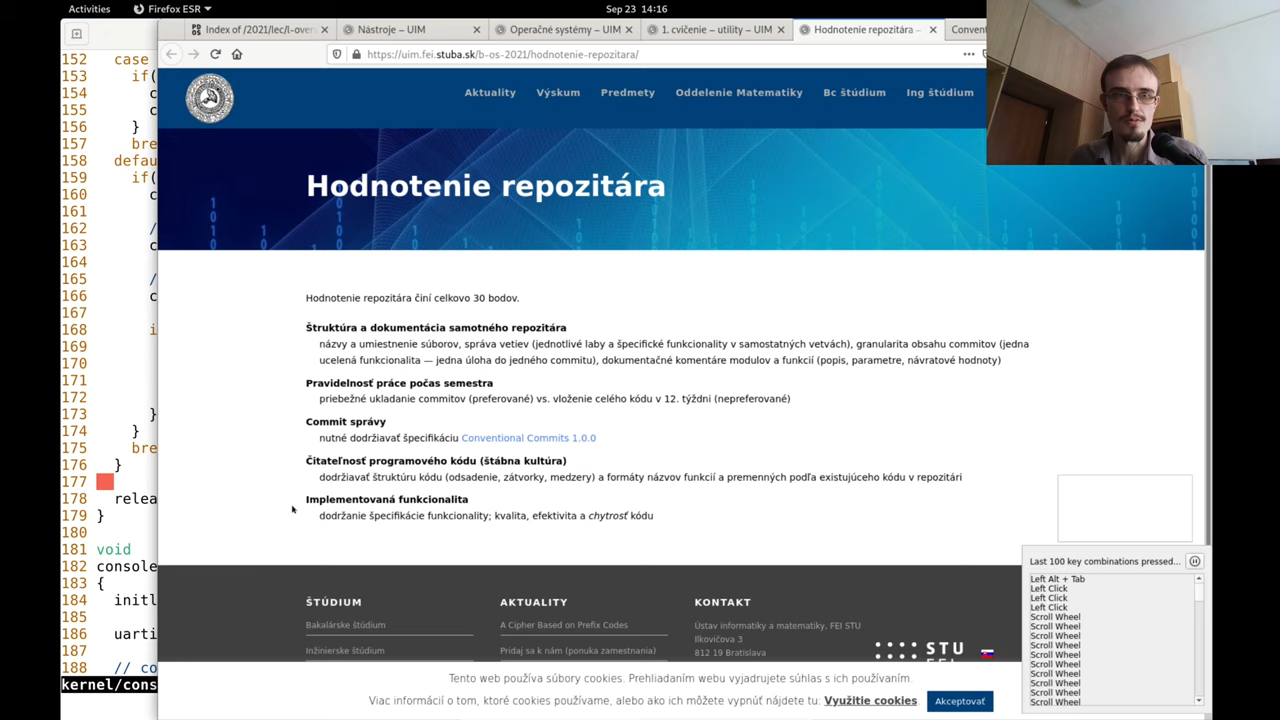 Activities
Firefox ESR
Sep 23 14:16
Index of /2021/lec/l-over
Nástroje – UIM
Operačné systémy – UIM
1. cvičenie – utility – UIM
Hodnotenie repozitára –
Convent
https://uim.fei.stuba.sk/b-os-2021/hodnotenie-repozitara/
Aktuality
Výskum
Predmety
Oddelenie Matematiky
Bc štúdium
Ing štúdium
152 case
153 if(
154 c
155 c
156 }
157 bre
158 defau
159 if(
160 c
161
162 /
163 c
164
165 /
166 c
167
168 i
169
170
171
172
173 }
174 }
175 bre
176 }
177
178 relea
179 }
180
181 void
182 console
183 {
184 initl
185
186 uarti
187
188 // co
kernel/cons
Hodnotenie repozitára
Hodnotenie repozitára činí celkovo 30 bodov.
Štruktúra a dokumentácia samotného repozitára
názvy a umiestnenie súborov, správa vetiev (jednotlivé laby a špecifické funkcionality v samostatných vetvách), granularita obsahu commitov (jedna
ucelená funkcionalita — jedna úloha do jedného commitu), dokumentačné komentáre modulov a funkcií (popis, parametre, návratové hodnoty)
Pravidelnosť práce počas semestra
priebežné ukladanie commitov (preferované) vs. vloženie celého kódu v 12. týždni (nepreferované)
Commit správy
nutné dodržiavať špecifikáciu Conventional Commits 1.0.0
Čitateľnosť programového kódu (štábna kultúra)
dodržiavať štruktúru kódu (odsadenie, zátvorky, medzery) a formáty názvov funkcií a premenných podľa existujúceho kódu v repozitári
Implementovaná funkcionalita
dodržanie špecifikácie funkcionality; kvalita, efektivita a chytrosť kódu
ŠTÚDIUM
Bakalárske štúdium
Inžinierske štúdium
AKTUALITY
A Cipher Based on Prefix Codes
Pridaj sa k nám (ponuka zamestnania)
KONTAKT
Ústav informatiky a matematiky, FEI STU
Ilkovičova 3
812 19 Bratislava
STU
Tento web používa súbory cookies. Prehliadaním webu vyjadrujete súhlas s ich používaním.
Viac informácií o tom, ktoré cookies používame, alebo ako ich môžete vypnúť nájdete tu: Využitie cookies
Akceptovať
Last 100 key combinations pressed...
Left Alt + Tab
Left Click
Left Click
Left Click
Scroll Wheel
Scroll Wheel
Scroll Wheel
Scroll Wheel
Scroll Wheel
Scroll Wheel
Scroll Wheel
Scroll Wheel
Scroll Wheel
Scroll Wheel